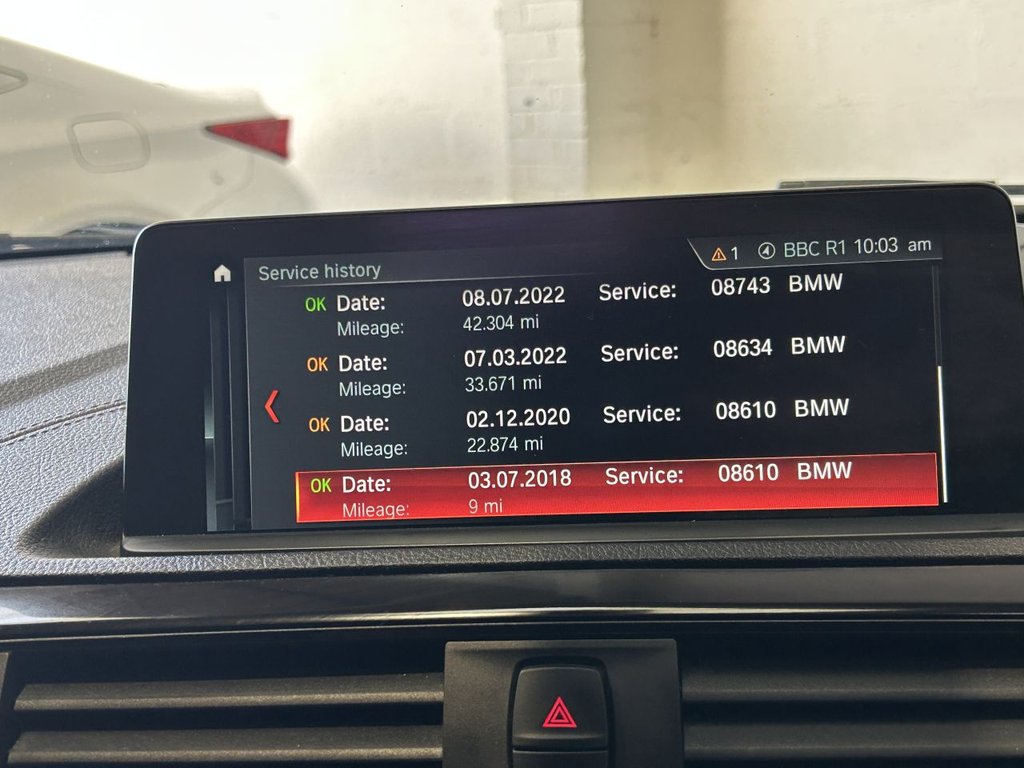 Service history
1 BBC R1 10:03 am
OK Date: 08.07.2022 Service: 08743 BMW
Mileage: 42.304 mi
OK Date: 07.03.2022 Service: 08634 BMW
Mileage: 33.671 mi
OK Date: 02.12.2020 Service: 08610 BMW
Mileage: 22.874 mi
OK Date: 03.07.2018 Service: 08610 BMW
Mileage: 9 mi